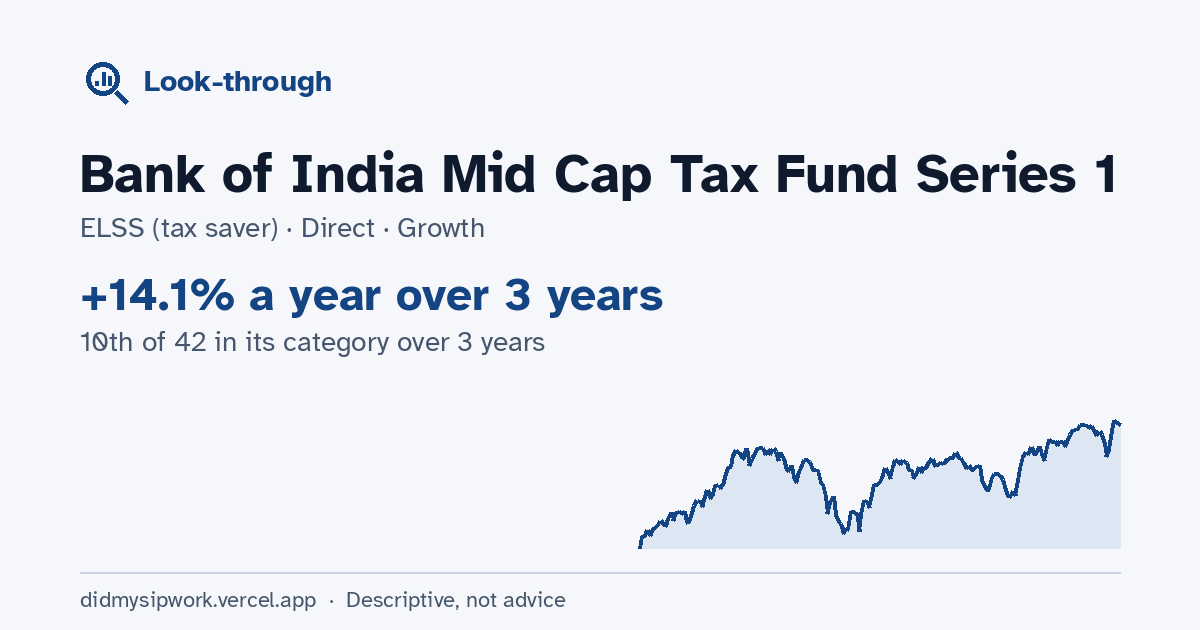 Look-through
Bank of India Mid Cap Tax Fund Series 1
ELSS (tax saver) · Direct · Growth
+14.1% a year over 3 years
10th of 42 in its category over 3 years
didmysipwork.vercel.app · Descriptive, not advice